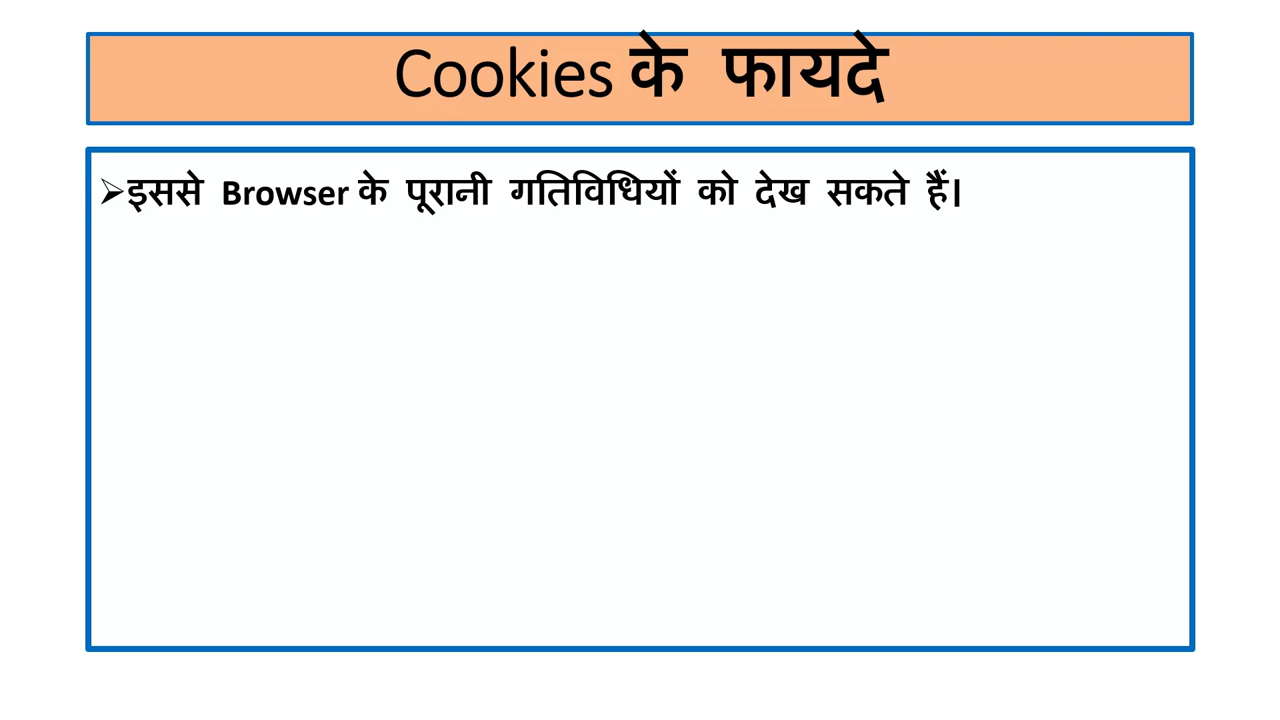 Cookies के फायदे
➢इससे Browser के पूरानी गतिविधियों को देख सकते हैं।